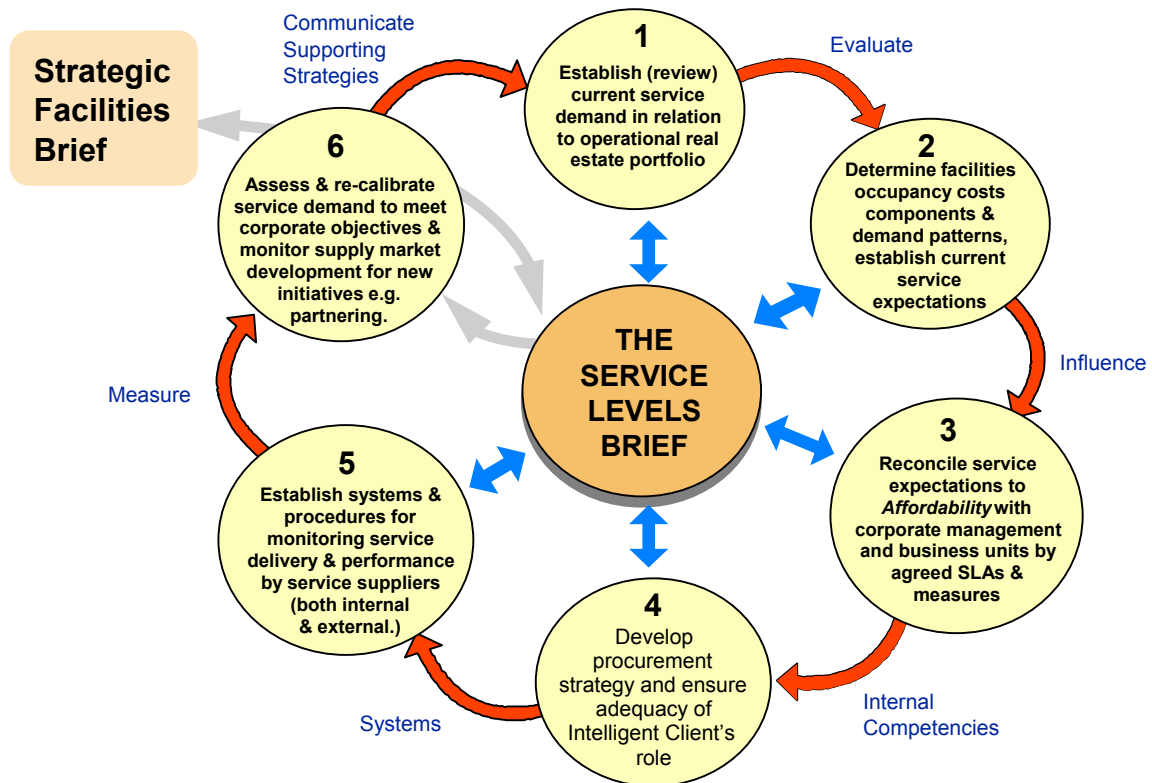 Strategic
Facilities
Brief
Communicate
Supporting
Strategies
1
Establish (review)
current service
demand in relation
to operational real
estate portfolio
Evaluate
2
Determine facilities
occupancy costs
components &
demand patterns,
establish current
service
expectations
Influence
3
Reconcile service
expectations to
Affordability with
corporate management
and business units by
agreed SLAs &
measures
Internal
Competencies
4
Develop
procurement
strategy and ensure
adequacy of
Intelligent Client's
role
Systems
5
Establish systems &
procedures for
monitoring service
delivery & performance
by service suppliers
(both internal
& external.)
Measure
6
Assess & re-calibrate
service demand to meet
corporate objectives &
monitor supply market
development for new
initiatives e.g.
partnering.
THE
SERVICE
LEVELS
BRIEF